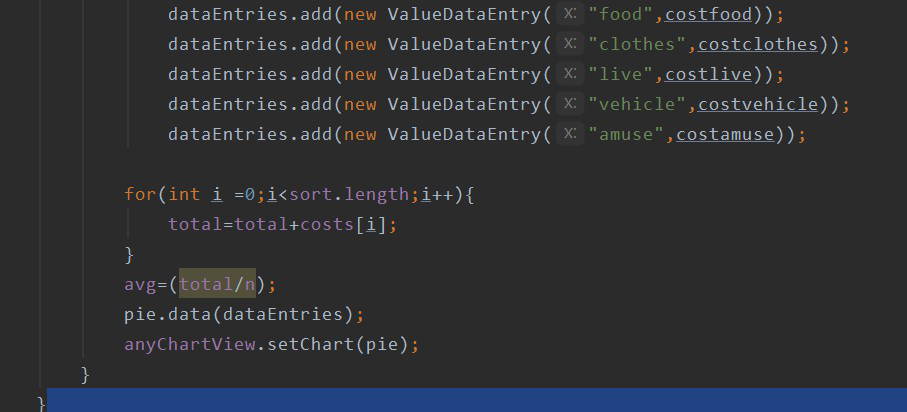 dataEntries.add(new ValueDataEntry( x: "food",costfood));
dataEntries.add(new ValueDataEntry( x: "clothes",costclothes));
dataEntries.add(new ValueDataEntry( x: "live",costlive));
dataEntries.add(new ValueDataEntry( x: "vehicle",costvehicle));
dataEntries.add(new ValueDataEntry( x: "amuse",costamuse));
for(int i =0;i<sort.length;i++){
total=total+costs[i];
}
avg=(total/n);
pie.data(dataEntries);
anyChartView.setChart(pie);
}
}